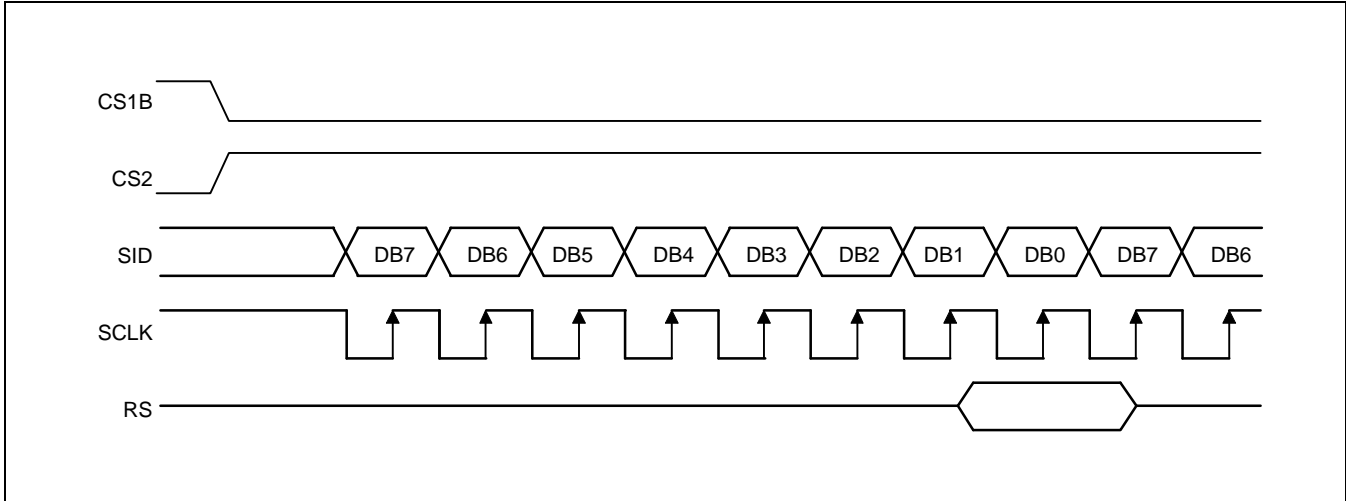 CS1B
CS2
SID DB7 DB6 DB5 DB4 DB3 DB2 DB1 DB0 DB7 DB6
SCLK
RS